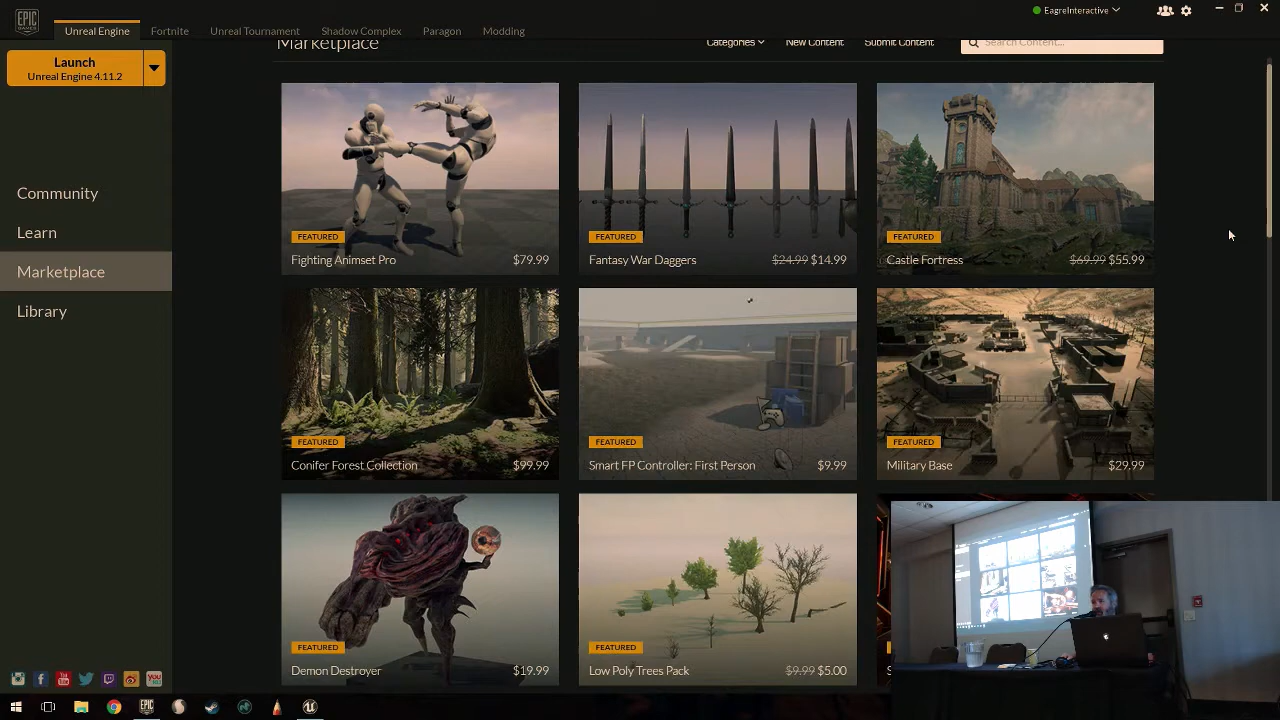 EPIC
GAMES
Unreal Engine
Fortnite
Unreal Tournament
Shadow Complex
Paragon
Modding
EagreInteractive
Launch
Unreal Engine 4.11.2
Community
Learn
Marketplace
Library
Marketplace
Categories
New Content
Submit Content
Search Content...
FEATURED
Fighting Animset Pro $79.99
FEATURED
Fantasy War Daggers $24.99 $14.99
FEATURED
Castle Fortress $69.99 $55.99
FEATURED
Conifer Forest Collection $99.99
FEATURED
Smart FP Controller: First Person $9.99
FEATURED
Military Base $29.99
FEATURED
Demon Destroyer $19.99
FEATURED
Low Poly Trees Pack $9.99 $5.00